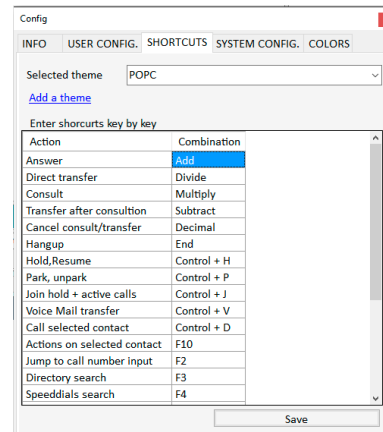 Config
INFO USER CONFIG. SHORTCUTS SYSTEM CONFIG. COLORS
Selected theme POPC
Add a theme
Enter shorcurts key by key
Action Combination
Answer Add
Direct transfer Divide
Consult Multiply
Transfer after consultion Subtract
Cancel consult/transfer Decimal
Hangup End
Hold,Resume Control + H
Park, unpark Control + P
Join hold + active calls Control + J
Voice Mail transfer Control + V
Call selected contact Control + D
Actions on selected contact F10
Jump to call number input F2
Directory search F3
Speeddials search F4
Save